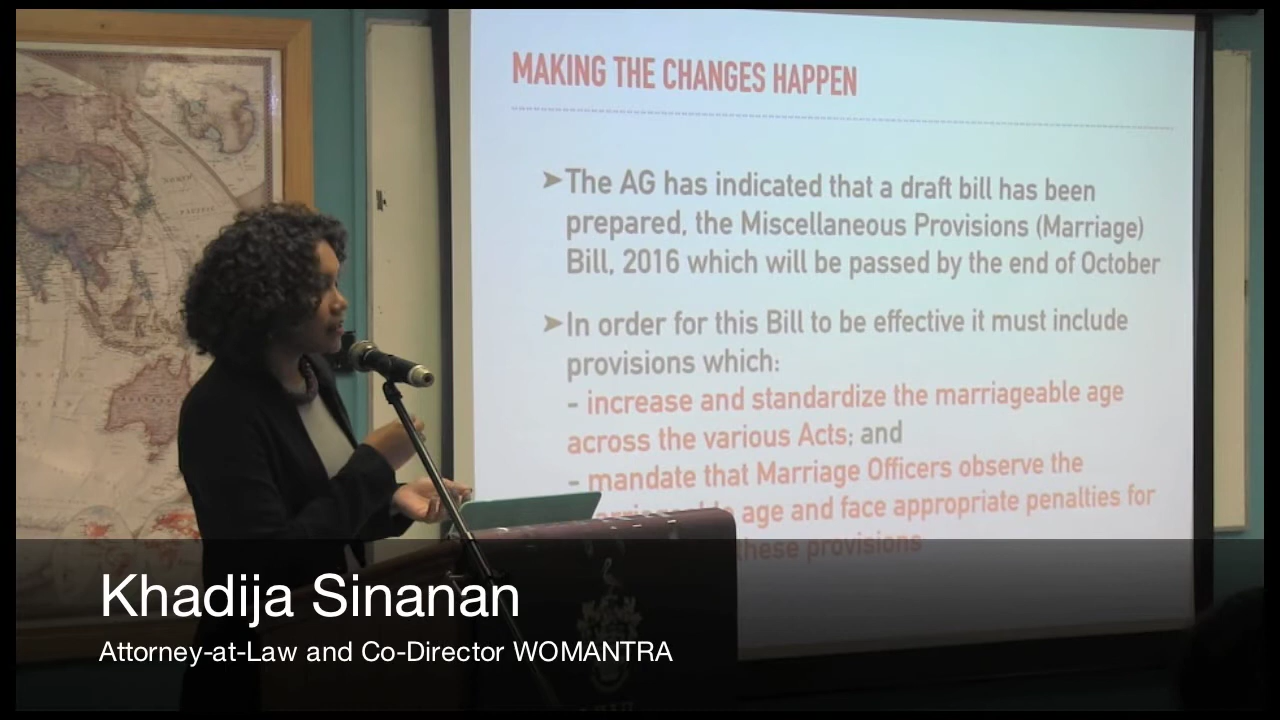 MAKING THE CHANGES HAPPEN
➤The AG has indicated that a draft bill has been
prepared, the Miscellaneous Provisions (Marriage)
Bill, 2016 which will be passed by the end of October
➤In order for this Bill to be effective it must include
provisions which:
- increase and standardize the marriageable age
across the various Acts; and
- mandate that Marriage Officers observe the
age and face appropriate penalties for
these provisions
Khadija Sinanan
Attorney-at-Law and Co-Director WOMANTRA